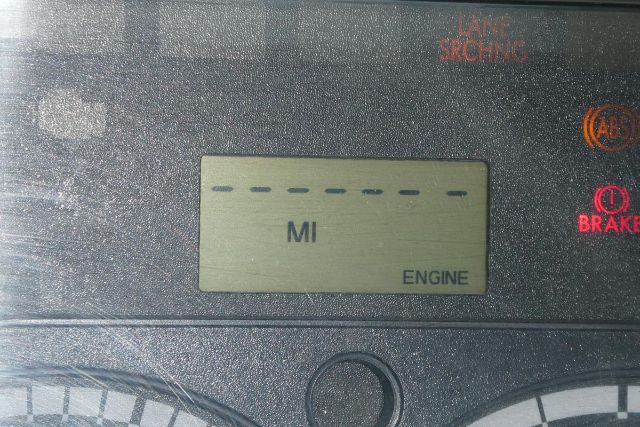 LANE
SRCHNG
ABS
BRAKE
- - - - - - -
MI
ENGINE